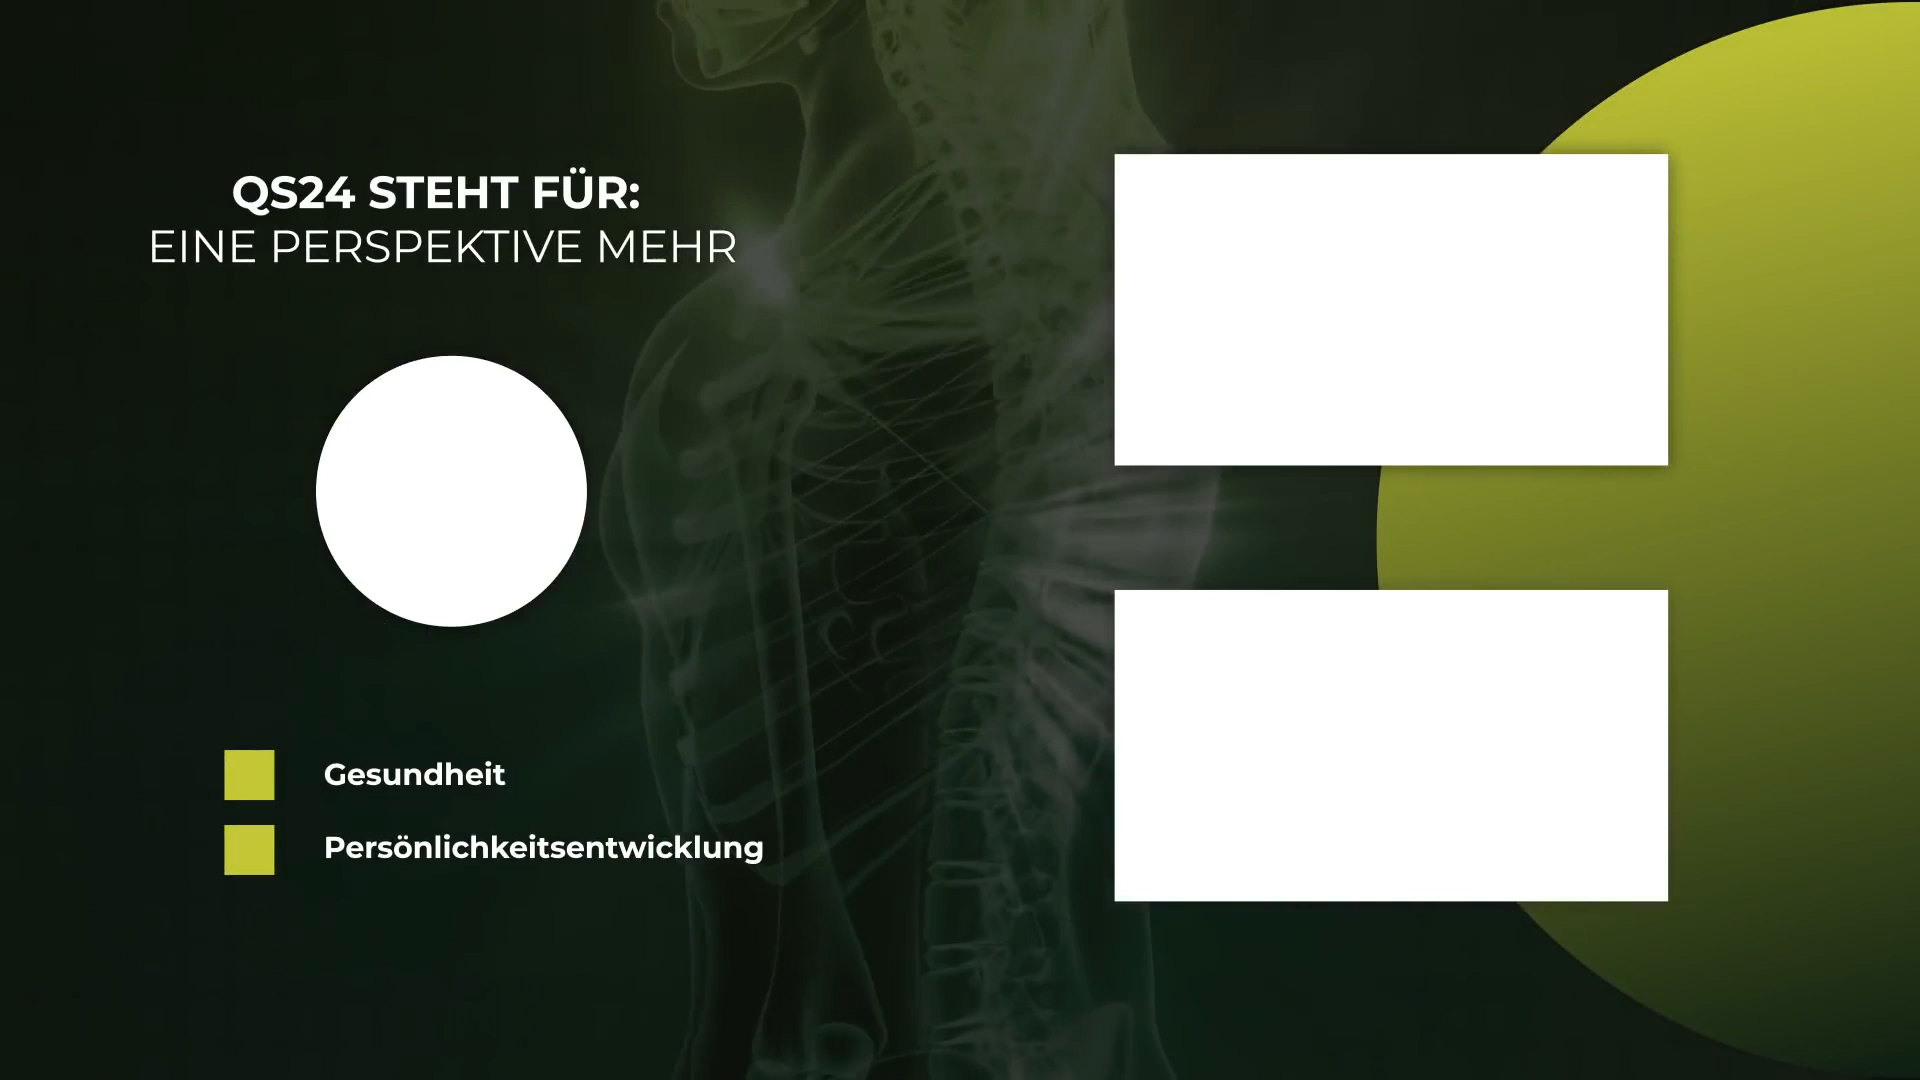 QS24 STEHT FÜR:
EINE PERSPEKTIVE MEHR
Gesundheit
Persönlichkeitsentwicklung